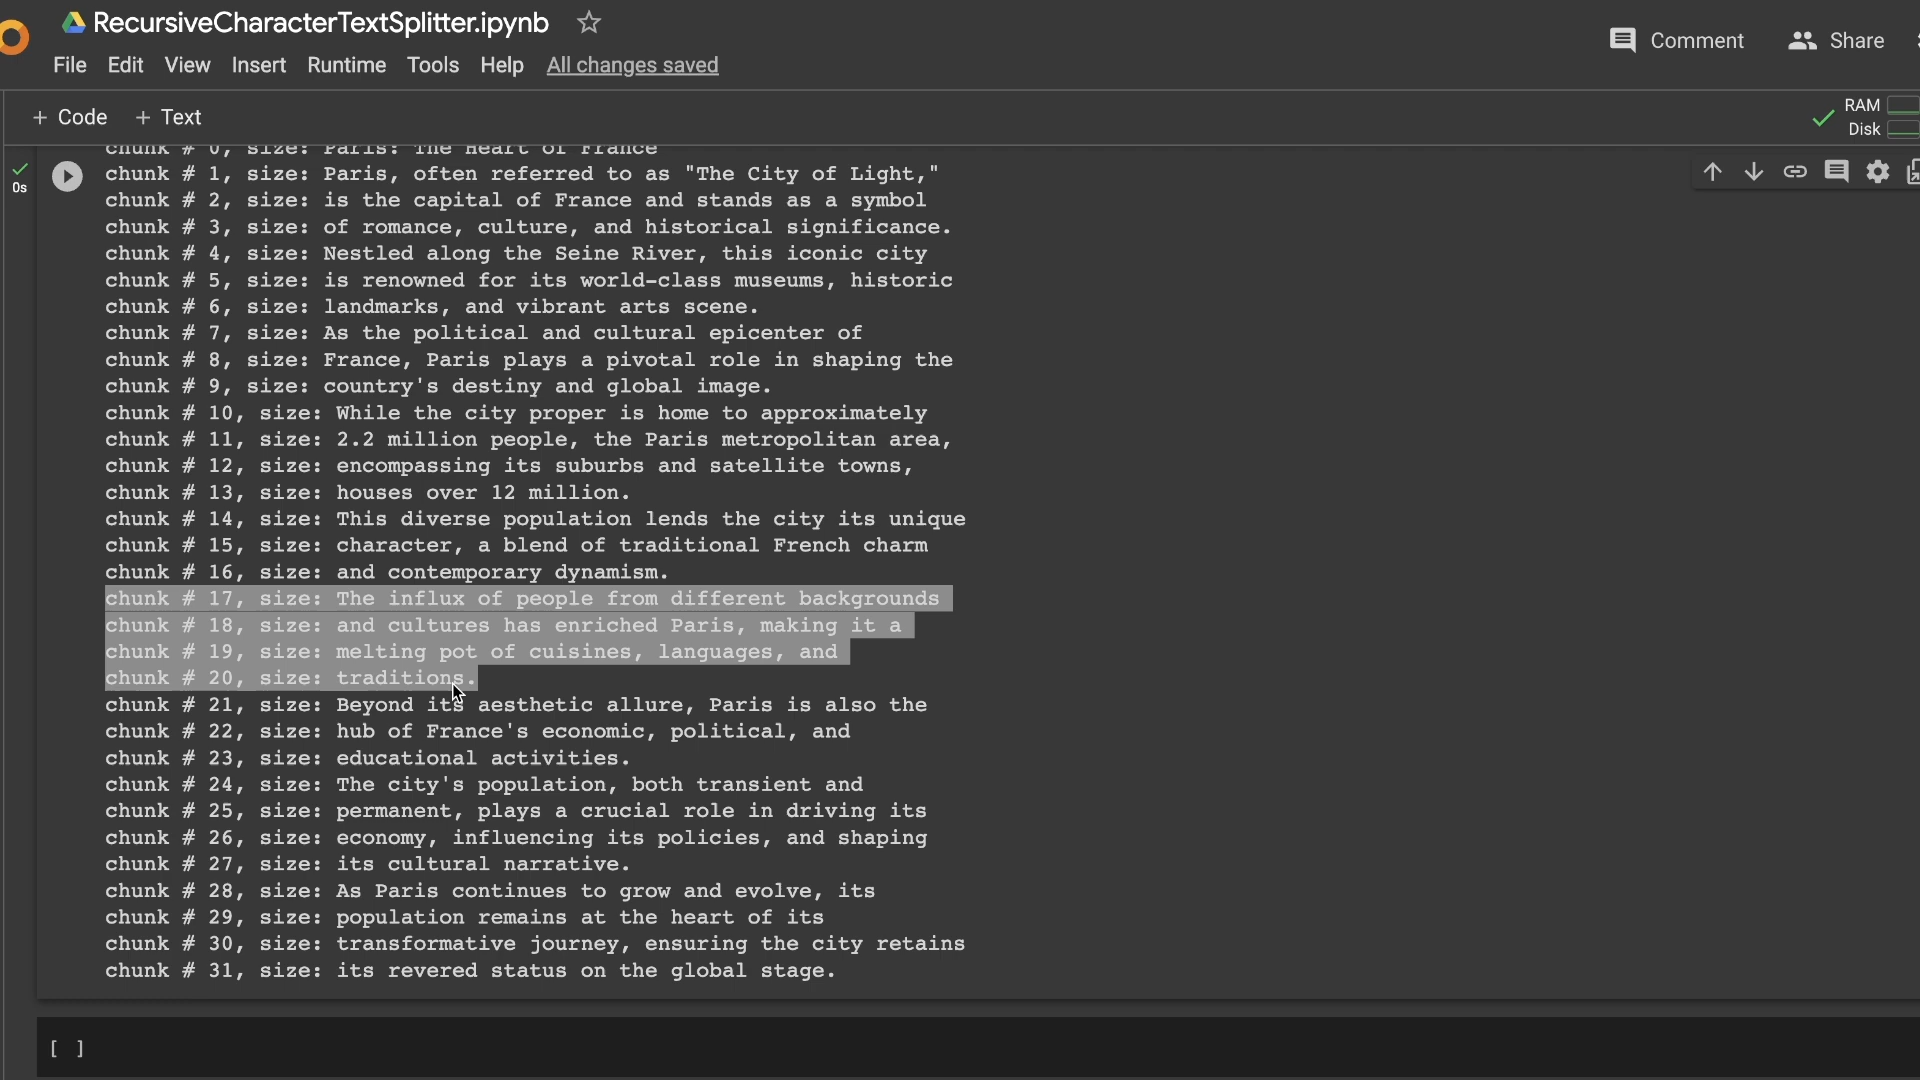 RecursiveCharacterTextSplitter.ipynb
Comment
Share
File Edit View Insert Runtime Tools Help All changes saved
+ Code + Text
RAM
Disk
0s
chunk # 0, size: Paris: The Heart of France
chunk # 1, size: Paris, often referred to as "The City of Light,"
chunk # 2, size: is the capital of France and stands as a symbol
chunk # 3, size: of romance, culture, and historical significance.
chunk # 4, size: Nestled along the Seine River, this iconic city
chunk # 5, size: is renowned for its world-class museums, historic
chunk # 6, size: landmarks, and vibrant arts scene.
chunk # 7, size: As the political and cultural epicenter of
chunk # 8, size: France, Paris plays a pivotal role in shaping the
chunk # 9, size: country's destiny and global image.
chunk # 10, size: While the city proper is home to approximately
chunk # 11, size: 2.2 million people, the Paris metropolitan area,
chunk # 12, size: encompassing its suburbs and satellite towns,
chunk # 13, size: houses over 12 million.
chunk # 14, size: This diverse population lends the city its unique
chunk # 15, size: character, a blend of traditional French charm
chunk # 16, size: and contemporary dynamism.
chunk # 17, size: The influx of people from different backgrounds
chunk # 18, size: and cultures has enriched Paris, making it a
chunk # 19, size: melting pot of cuisines, languages, and
chunk # 20, size: traditions.
chunk # 21, size: Beyond its aesthetic allure, Paris is also the
chunk # 22, size: hub of France's economic, political, and
chunk # 23, size: educational activities.
chunk # 24, size: The city's population, both transient and
chunk # 25, size: permanent, plays a crucial role in driving its
chunk # 26, size: economy, influencing its policies, and shaping
chunk # 27, size: its cultural narrative.
chunk # 28, size: As Paris continues to grow and evolve, its
chunk # 29, size: population remains at the heart of its
chunk # 30, size: transformative journey, ensuring the city retains
chunk # 31, size: its revered status on the global stage.
[ ]